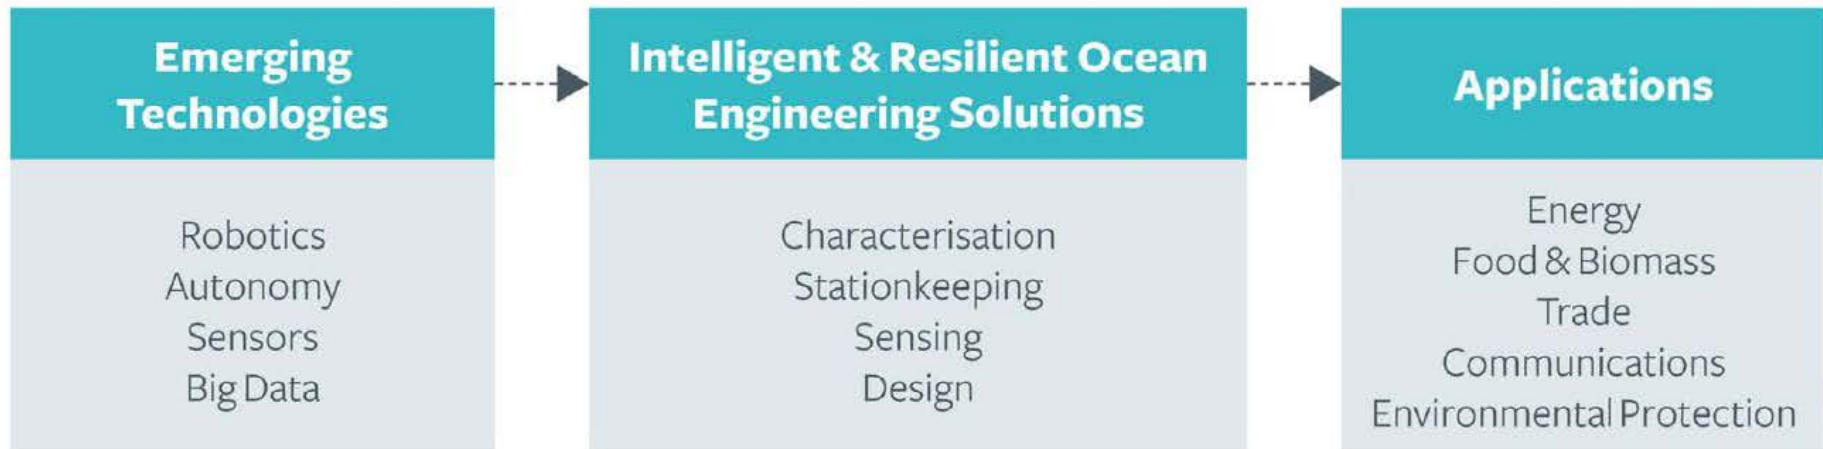 Emerging
Technologies
Robotics
Autonomy
Sensors
Big Data
Intelligent & Resilient Ocean
Engineering Solutions
Characterisation
Stationkeeping
Sensing
Design
Applications
Energy
Food & Biomass
Trade
Communications
Environmental Protection